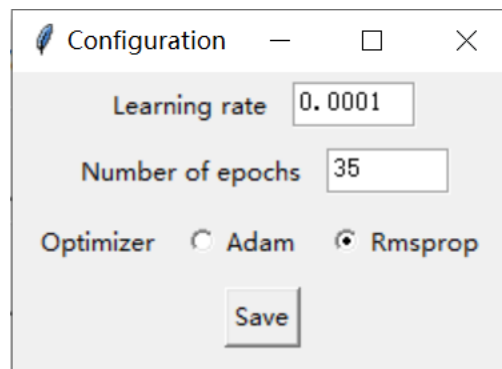 Configuration
Learning rate 0.0001
Number of epochs 35
Optimizer Adam Rmsprop
Save